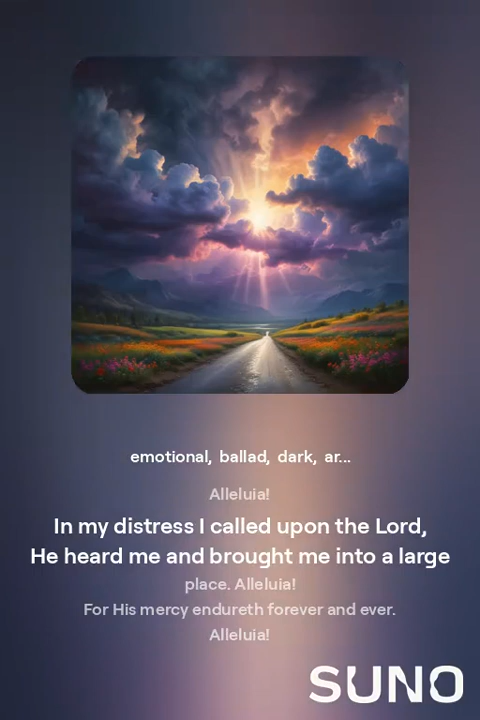 emotional, ballad, dark, ar...
Alleluia!
In my distress I called upon the Lord,
He heard me and brought me into a large
place. Alleluia!
For His mercy endureth forever and ever.
Alleluia!
SUNO